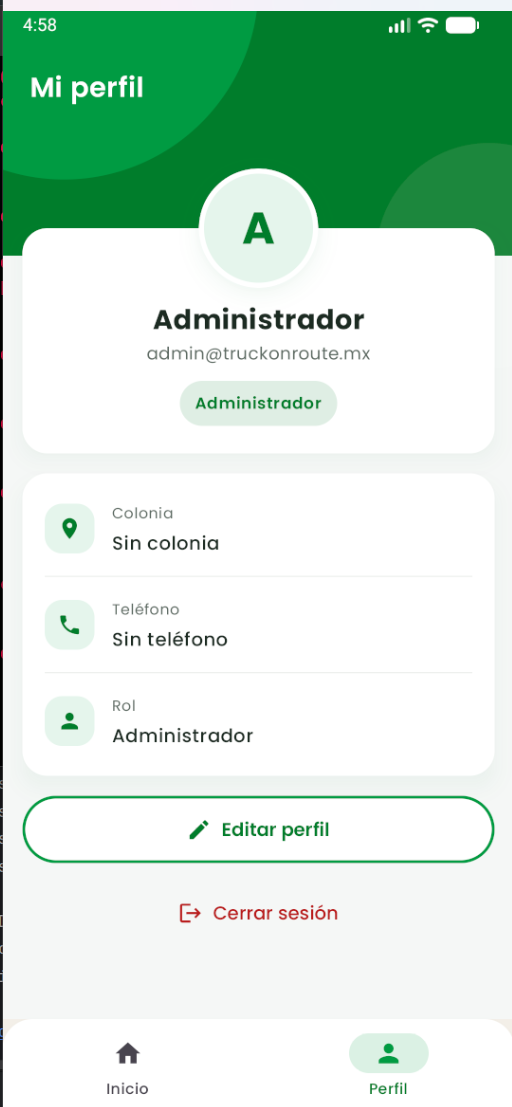 4:58
Mi perfil
A
Administrador
admin@truckonroute.mx
Administrador
Colonia
Sin colonia
Teléfono
Sin teléfono
Rol
Administrador
Editar perfil
Cerrar sesión
Inicio
Perfil